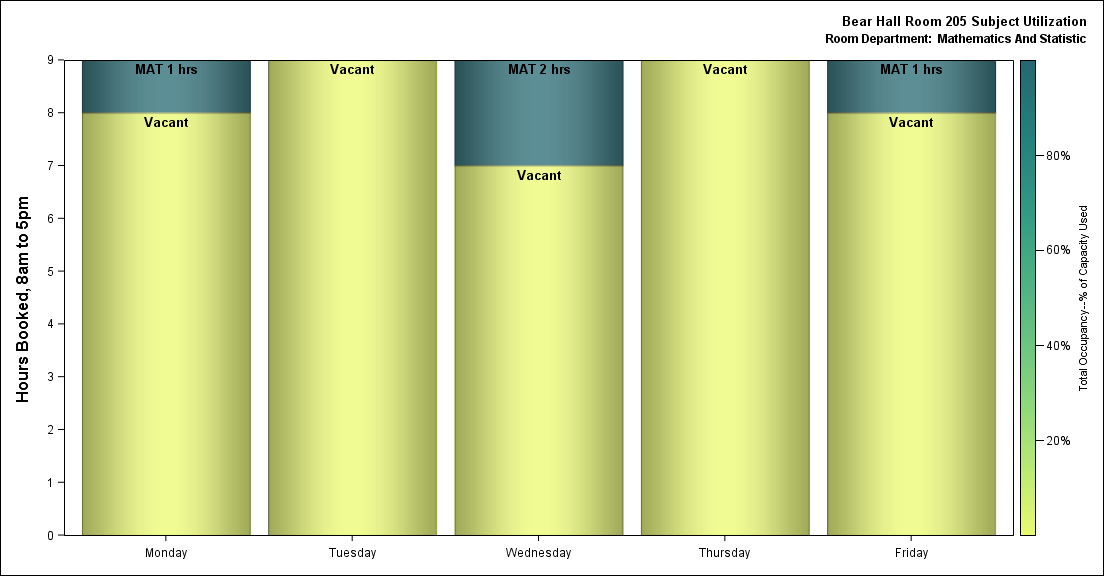 Bear Hall Room 205 Subject Utilization
Room Department: Mathematics And Statistic
Hours Booked, 8am to 5pm
9
8
7
6
5
4
3
2
1
0
MAT 1 hrs
Vacant
Vacant
MAT 2 hrs
Vacant
Vacant
MAT 1 hrs
Vacant
Monday
Tuesday
Wednesday
Thursday
Friday
80%
60%
40%
20%
Total Occupancy--% of Capacity Used